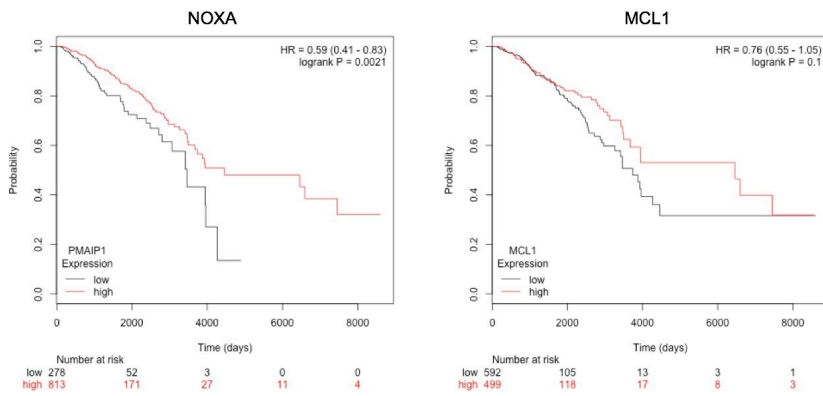 NOXA
HR = 0.59 (0.41 - 0.83)
logrank P = 0.0021
1.0
0.8
0.6
0.4
0.2
0.0
Probability
PMAIP1
Expression
low
high
0 2000 4000 6000 8000
Time (days)
Number at risk
low 278 52 3 0 0
high 813 171 27 11 4
MCL1
HR = 0.76 (0.55 - 1.05)
logrank P = 0.1
1.0
0.8
0.6
0.4
0.2
0.0
Probability
MCL1
Expression
low
high
0 2000 4000 6000 8000
Time (days)
Number at risk
low 592 105 13 3 1
high 499 118 17 8 3